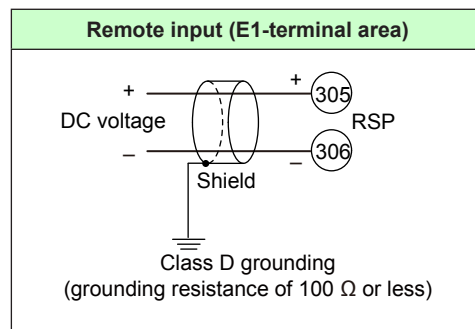 Remote input (E1-terminal area)
+ + 305
DC voltage RSP
– – 306
Shield
Class D grounding
(grounding resistance of 100 Ω or less)